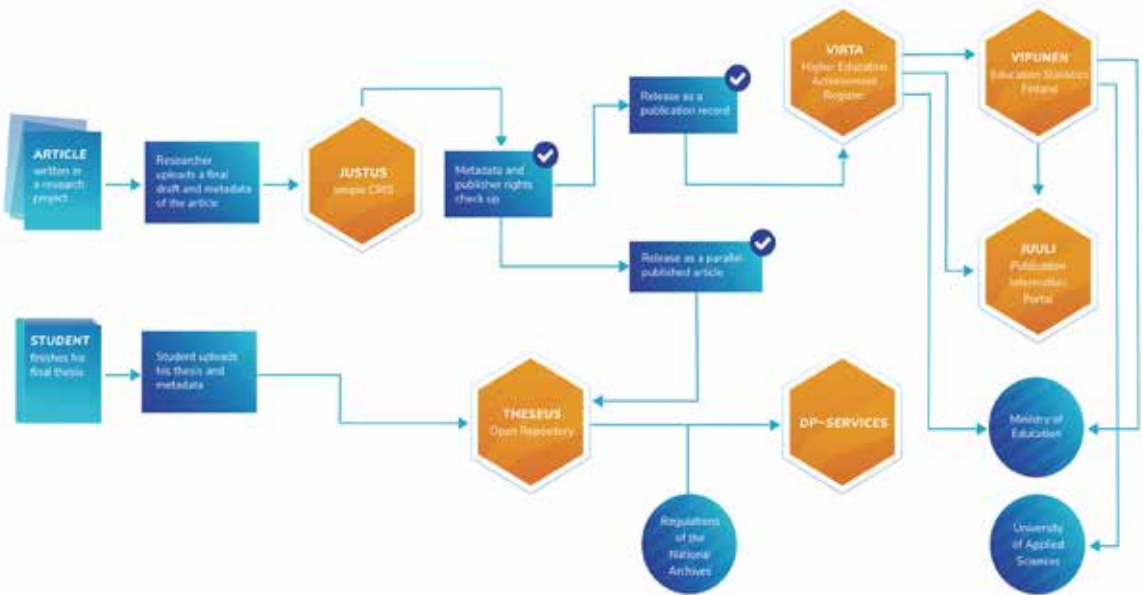 ARTICLE
written in
a research
project
Researcher
uploads a final
draft and metadata
of the article
JUSTUS
simple CRIS
Metadata and
publisher rights
check up
Release as a
publication record
Release as a parallel
published article
VIRTA
Higher Education
Achievement
Register
VIPUNEN
Education Statistics
Finland
JUULI
Publication
Information
Portal
STUDENT
finishes his
final thesis
Student uploads
his thesis and
metadata
THESEUS
Open Repository
DP-SERVICES
Regulations
of the
National
Archives
Ministry of
Education
University
of Applied
Sciences